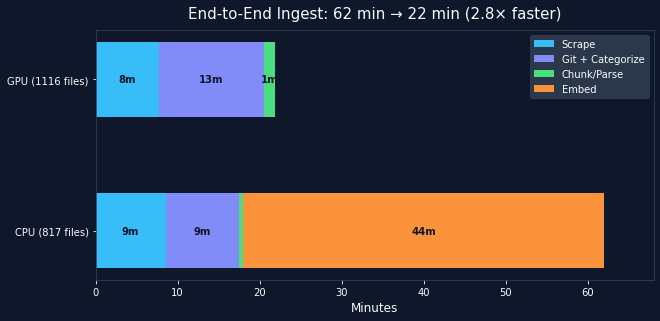 End-to-End Ingest: 62 min → 22 min (2.8× faster)
Scrape
Git + Categorize
Chunk/Parse
Embed
GPU (1116 files)
8m
13m
1m
CPU (817 files)
9m
9m
44m
0
10
20
30
40
50
60
Minutes